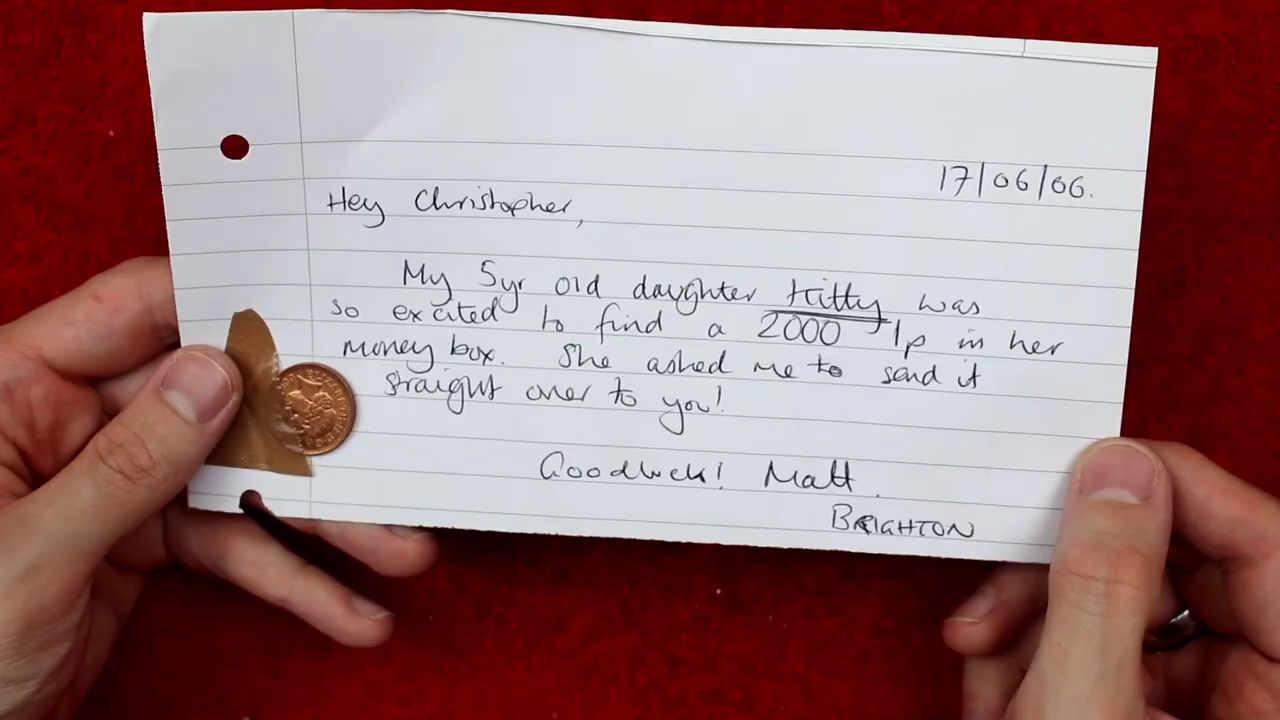 17/06/06.
Hey Christopher,
My 5yr old daughter Kitty was
so excited to find a 2000 1p in her
money box. She asked me to send it
straight over to you!
Goodluck! Matt.
BRIGHTON